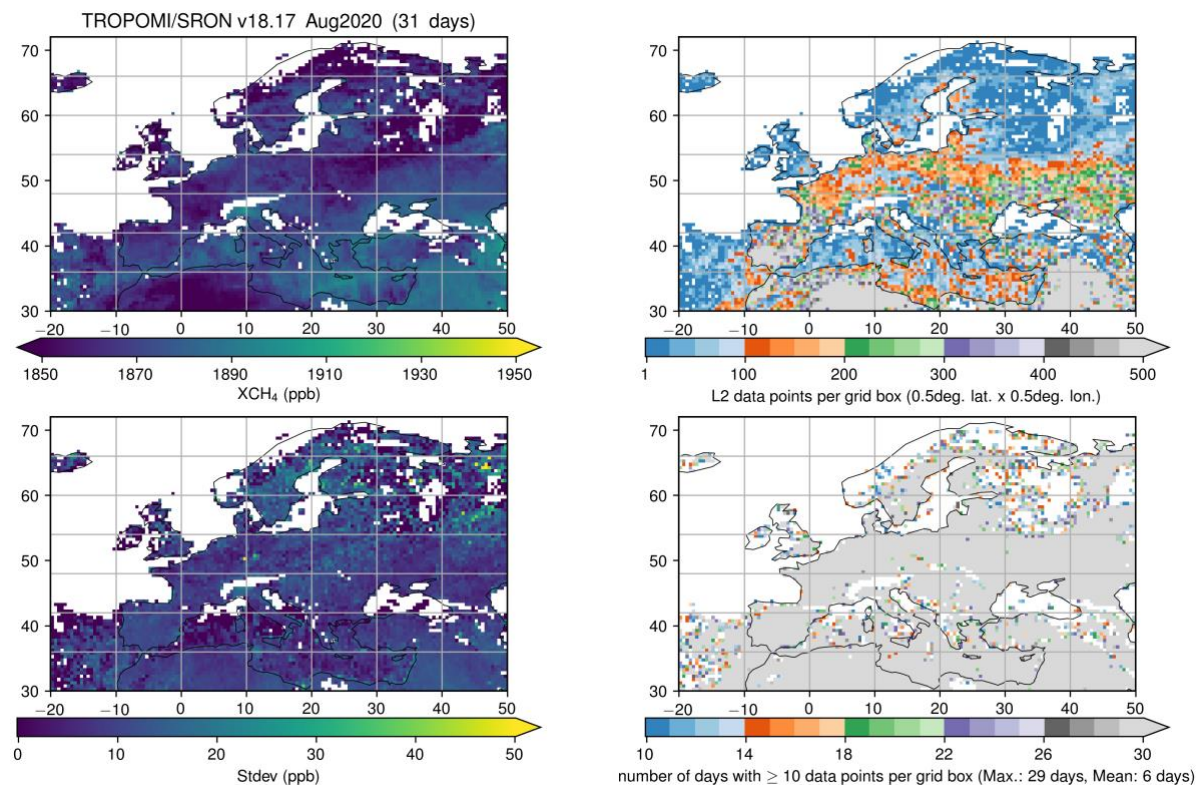 TROPOMI/SRON v18.17 Aug2020 (31 days)
70
60
50
40
30
−20 −10 0 10 20 30 40 50
1850 1870 1890 1910 1930 1950
XCH₄ (ppb)
70
60
50
40
30
−20 −10 0 10 20 30 40 50
1 100 200 300 400 500
L2 data points per grid box (0.5deg. lat. x 0.5deg. lon.)
70
60
50
40
30
−20 −10 0 10 20 30 40 50
0 10 20 30 40 50
Stdev (ppb)
70
60
50
40
30
−20 −10 0 10 20 30 40 50
10 14 18 22 26 30
number of days with ≥ 10 data points per grid box (Max.: 29 days, Mean: 6 days)